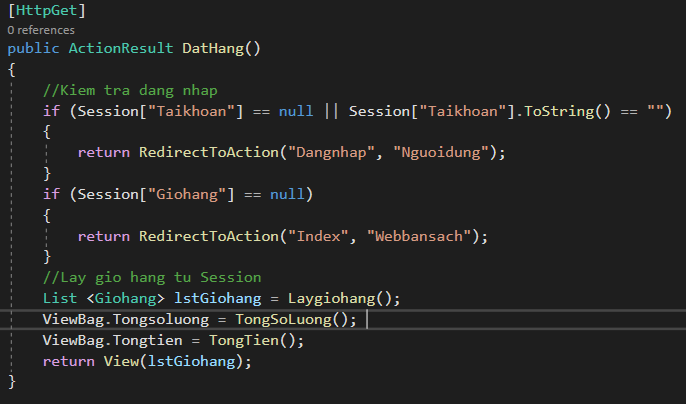 [HttpGet]
0 references
public ActionResult DatHang()
{
//Kiem tra dang nhap
if (Session["Taikhoan"] == null || Session["Taikhoan"].ToString() == "")
{
return RedirectToAction("Dangnhap", "Nguoidung");
}
if (Session["Giohang"] == null)
{
return RedirectToAction("Index", "Webbansach");
}
//Lay gio hang tu Session
List <Giohang> lstGiohang = Laygiohang();
ViewBag.Tongsoluong = TongSoLuong();
ViewBag.Tongtien = TongTien();
return View(lstGiohang);
}